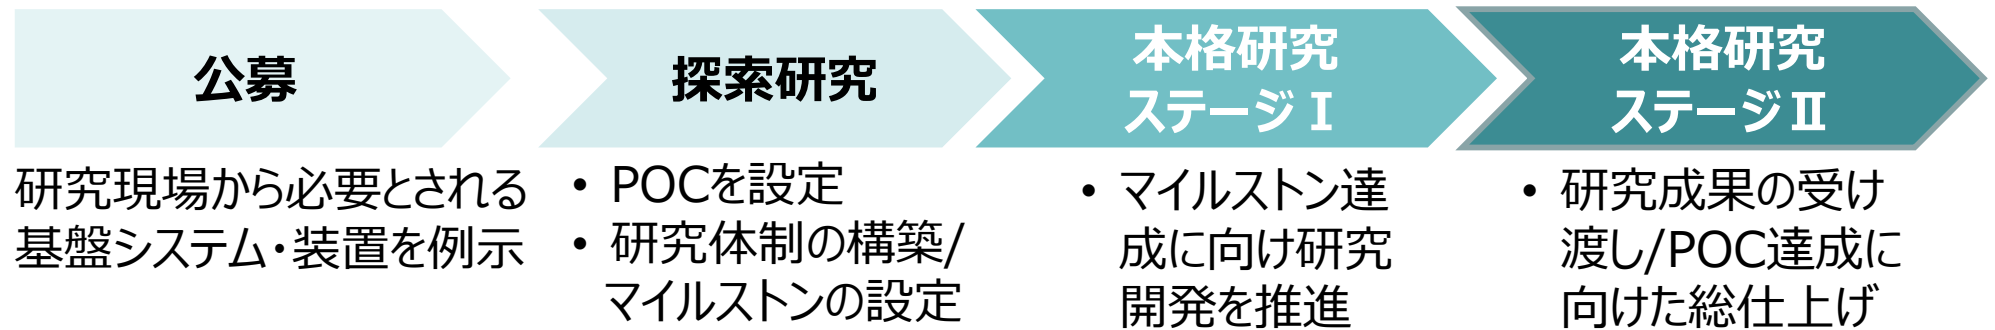 公募
研究現場から必要とされる
基盤システム・装置を例示
探索研究
• POCを設定
• 研究体制の構築/
マイルストンの設定
本格研究
ステージⅠ
• マイルストン達
成に向け研究
開発を推進
本格研究
ステージⅡ
• 研究成果の受け
渡し/POC達成に
向けた総仕上げ